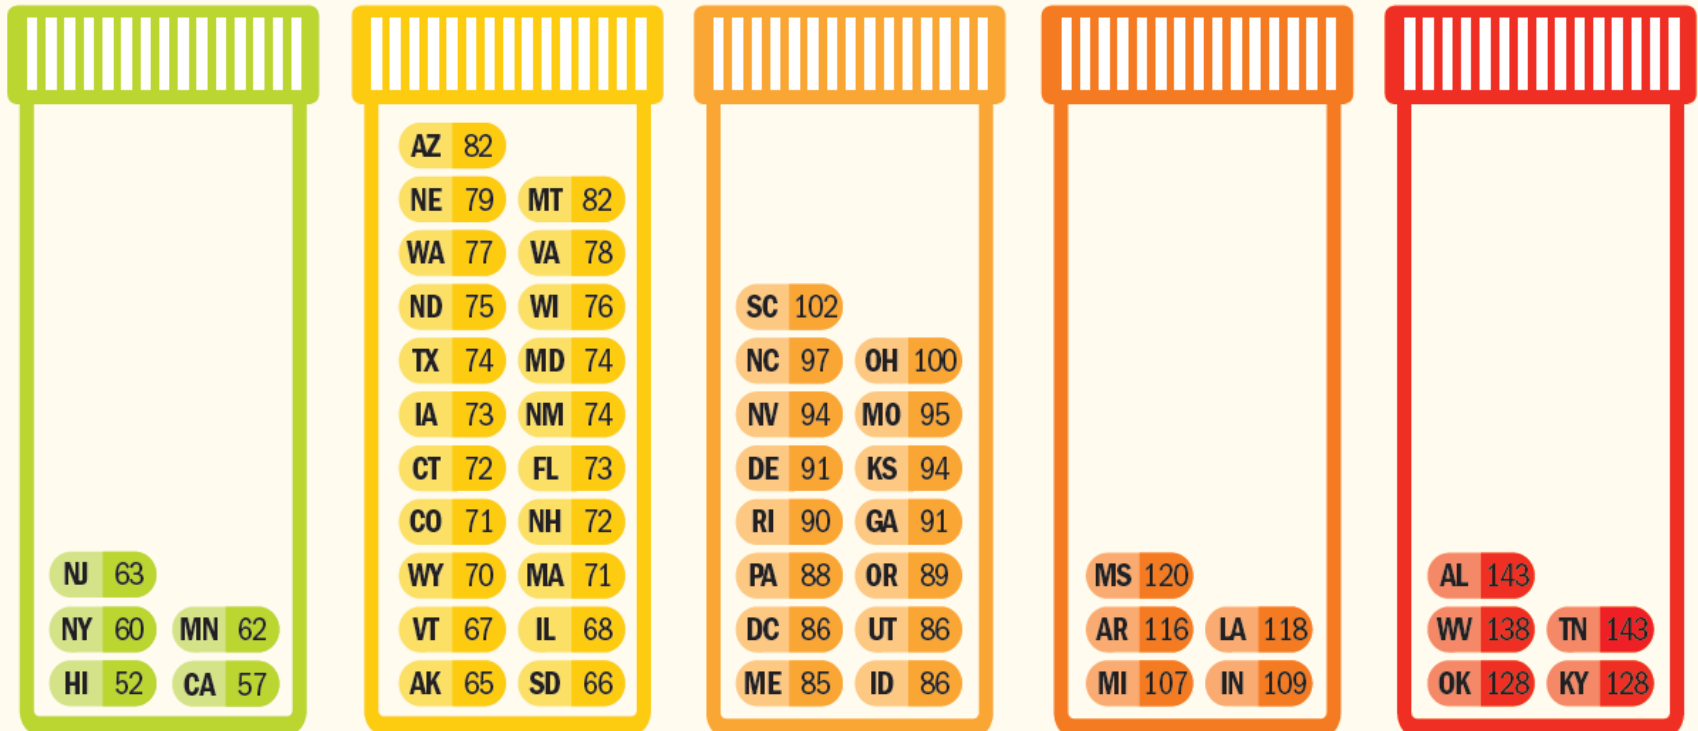 NJ 63
NY 60 MN 62
HI 52 CA 57
AZ 82
NE 79 MT 82
WA 77 VA 78
ND 75 WI 76
TX 74 MD 74
IA 73 NM 74
CT 72 FL 73
CO 71 NH 72
WY 70 MA 71
VT 67 IL 68
AK 65 SD 66
SC 102
NC 97 OH 100
NV 94 MO 95
DE 91 KS 94
RI 90 GA 91
PA 88 OR 89
DC 86 UT 86
ME 85 ID 86
MS 120
AR 116 LA 118
MI 107 IN 109
AL 143
WV 138 TN 143
OK 128 KY 128